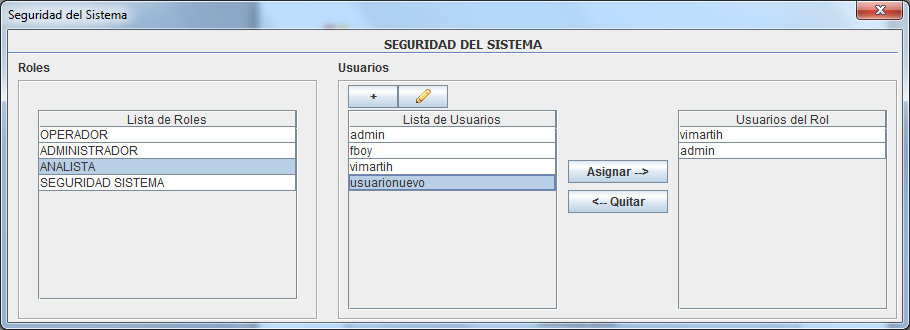 Seguridad del Sistema
SEGURIDAD DEL SISTEMA
Roles
Lista de Roles
OPERADOR
ADMINISTRADOR
ANALISTA
SEGURIDAD SISTEMA
Usuarios
+
Lista de Usuarios
admin
fboy
vimartih
usuarionuevo
Asignar -->
<-- Quitar
Usuarios del Rol
vimartih
admin